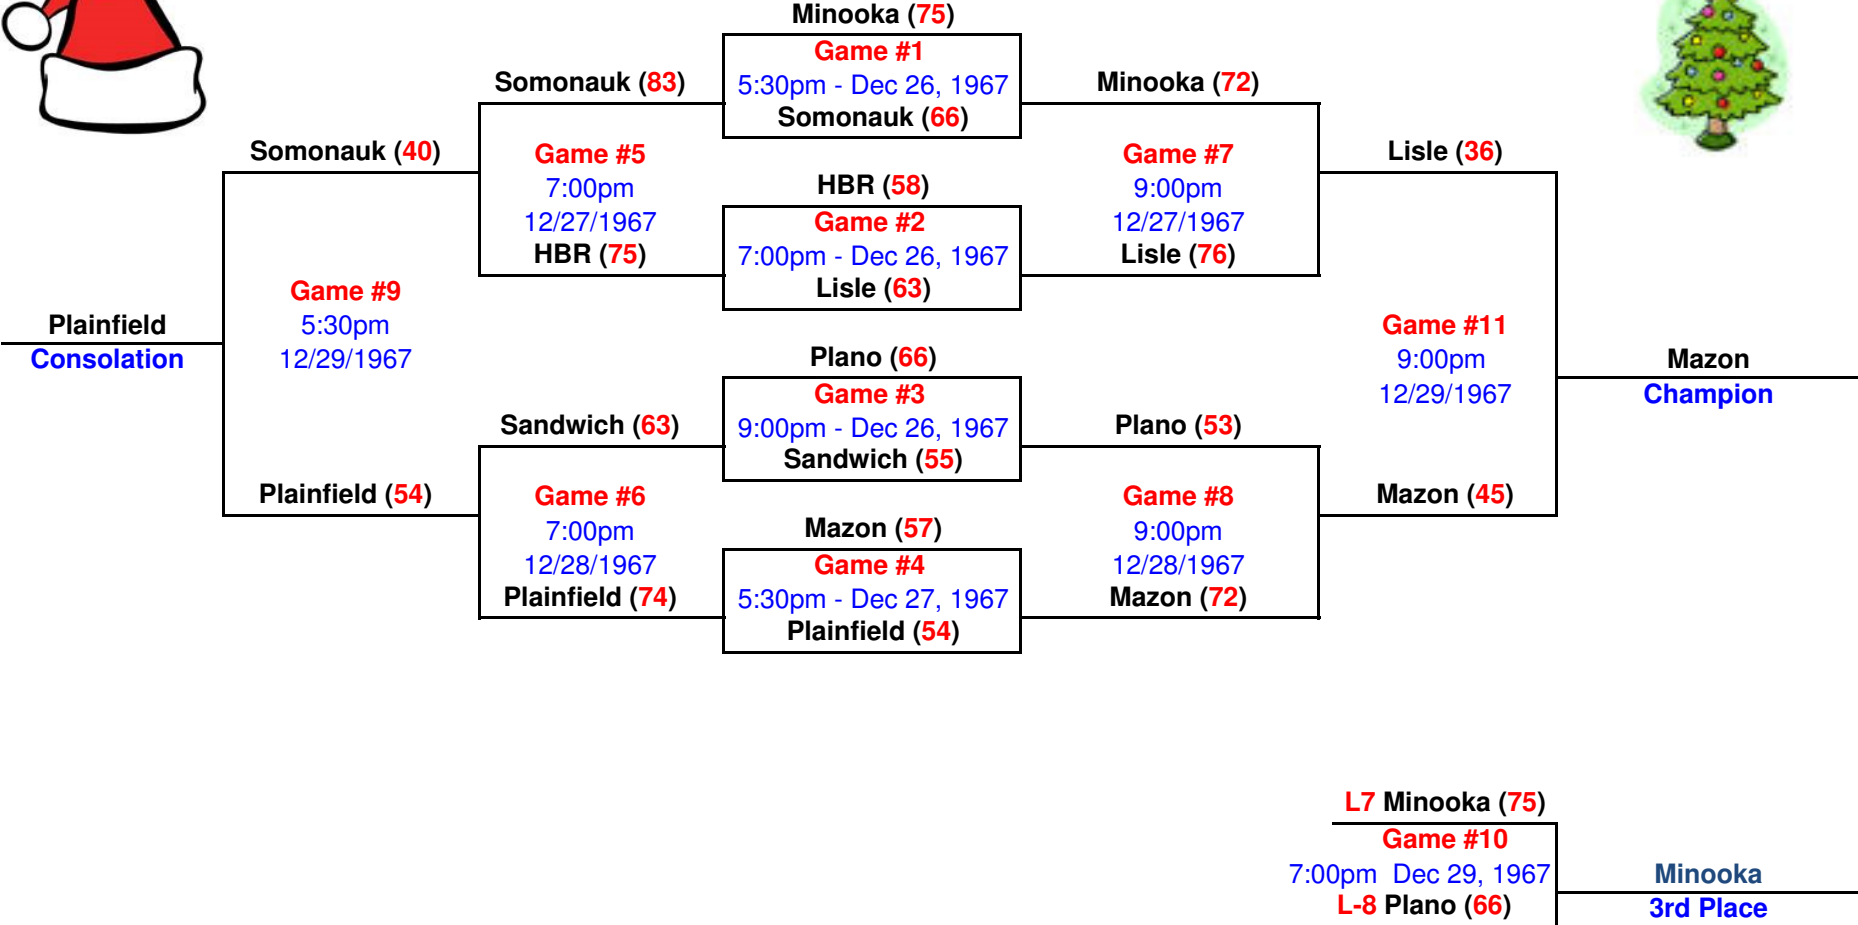 Minooka (75)
Game #1
5:30pm - Dec 26, 1967
Somonauk (66)
Somonauk (83)
Minooka (72)
Somonauk (40)
Game #5
7:00pm
12/27/1967
HBR (75)
HBR (58)
Game #2
7:00pm - Dec 26, 1967
Lisle (63)
Game #7
9:00pm
12/27/1967
Lisle (76)
Lisle (36)
Game #9
5:30pm
12/29/1967
Plainfield
Consolation
Plano (66)
Game #3
9:00pm - Dec 26, 1967
Sandwich (55)
Game #11
9:00pm
12/29/1967
Mazon
Champion
Sandwich (63)
Plano (53)
Plainfield (54)
Game #6
7:00pm
12/28/1967
Plainfield (74)
Mazon (57)
Game #4
5:30pm - Dec 27, 1967
Plainfield (54)
Game #8
9:00pm
12/28/1967
Mazon (72)
Mazon (45)
L7 Minooka (75)
Game #10
7:00pm Dec 29, 1967
L-8 Plano (66)
Minooka
3rd Place